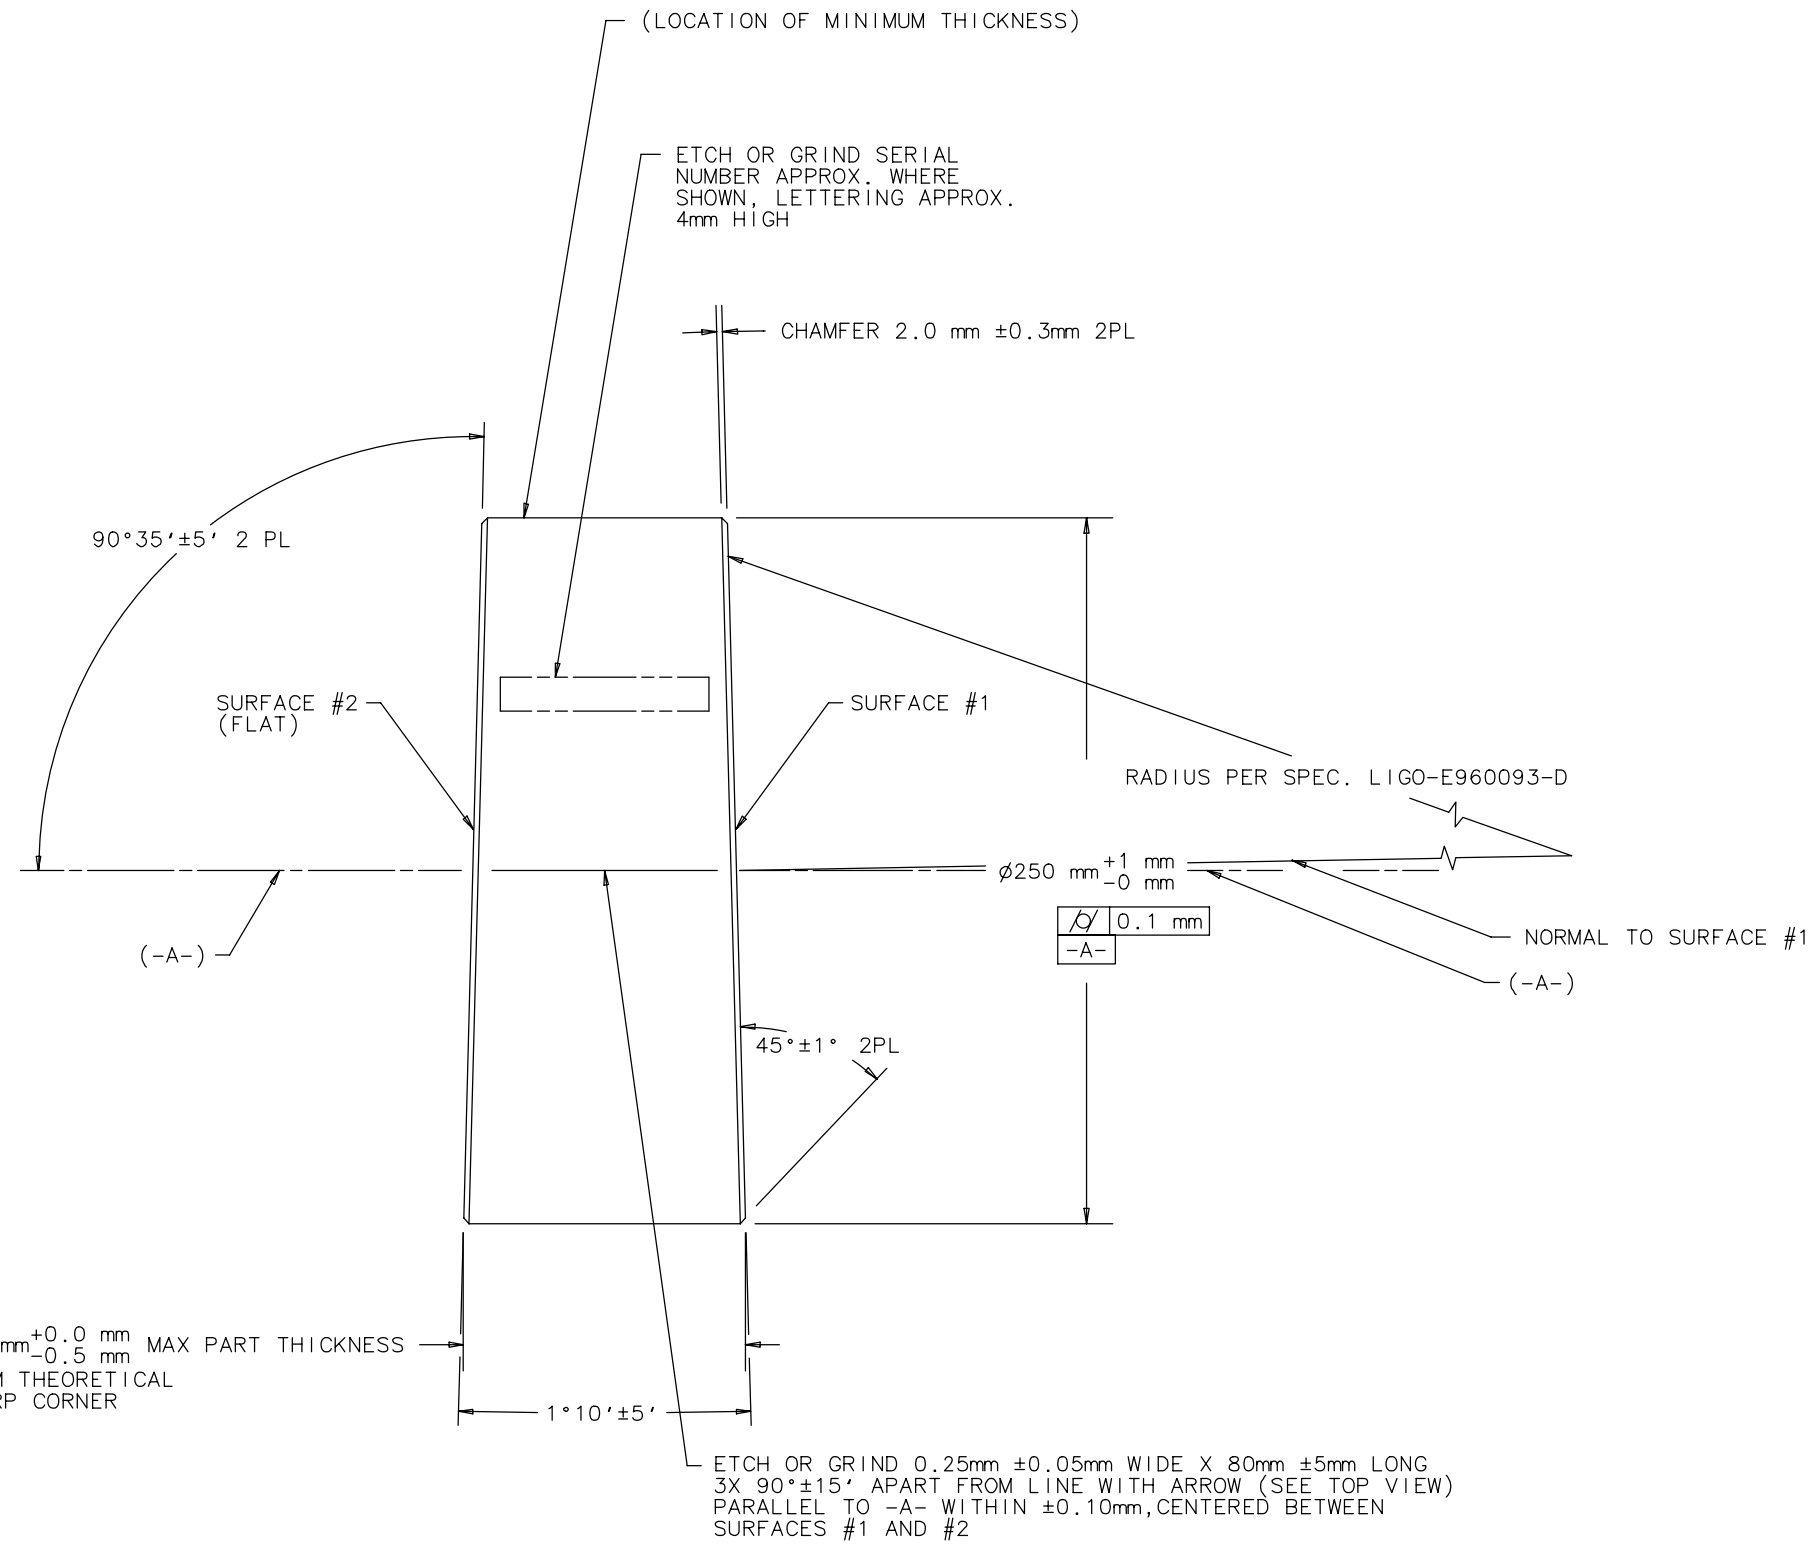 (LOCATION OF MINIMUM THICKNESS)
ETCH OR GRIND SERIAL
NUMBER APPROX. WHERE
SHOWN, LETTERING APPROX.
4mm HIGH
CHAMFER 2.0 mm ±0.3mm 2PL
90°35'±5' 2 PL
SURFACE #2
(FLAT)
SURFACE #1
RADIUS PER SPEC. LIGO-E960093-D
Ø250 mm +1 mm
-0 mm
0.1 mm
-A-
(-A-)
NORMAL TO SURFACE #1
(-A-)
45°±1° 2PL
mm +0.0 mm
-0.5 mm
MAX PART THICKNESS
THEORETICAL
CORNER
1°10'±5'
ETCH OR GRIND 0.25mm ±0.05mm WIDE X 80mm ±5mm LONG
3X 90°±15' APART FROM LINE WITH ARROW (SEE TOP VIEW)
PARALLEL TO -A- WITHIN ±0.10mm,CENTERED BETWEEN
SURFACES #1 AND #2